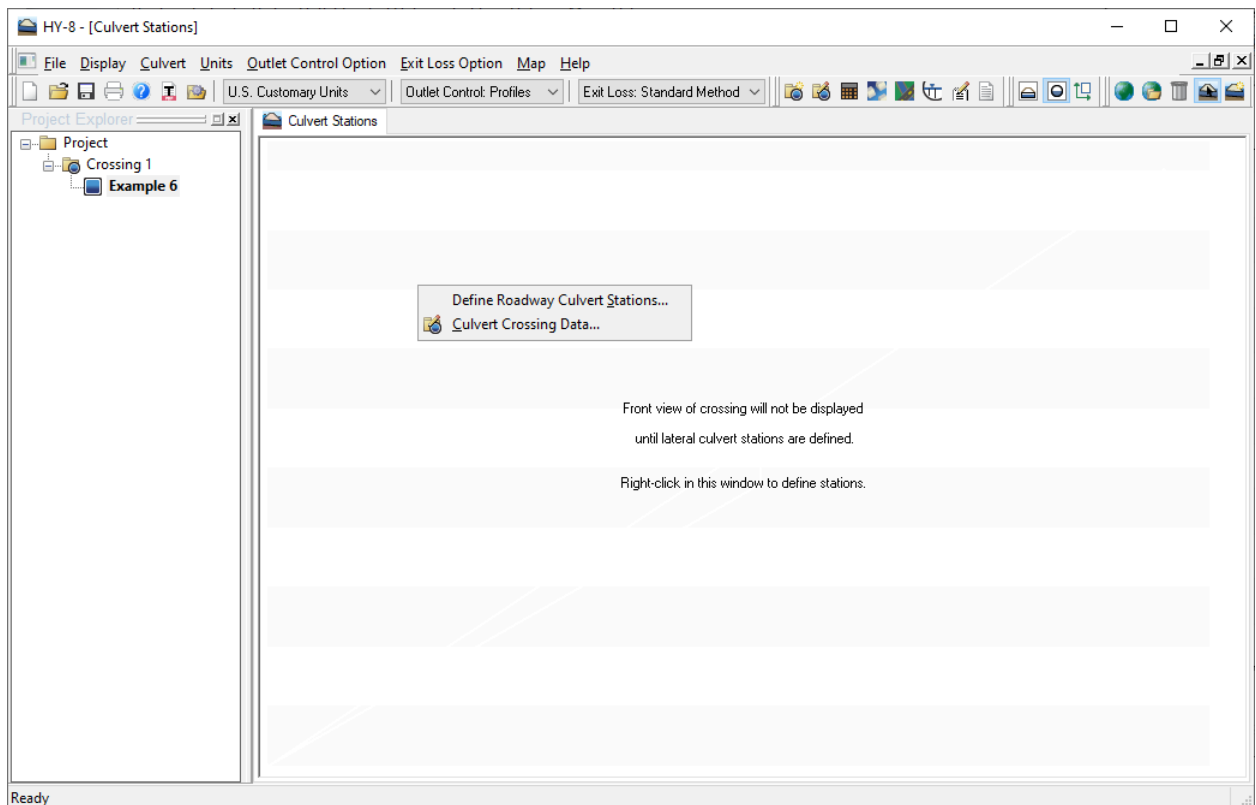 HY-8 - [Culvert Stations]
File Display Culvert Units Outlet Control Option Exit Loss Option Map Help
U.S. Customary Units Outlet Control: Profiles Exit Loss: Standard Method
Project Explorer
Culvert Stations
Project
Crossing 1
Example 6
Define Roadway Culvert Stations...
Culvert Crossing Data...
Front view of crossing will not be displayed
until lateral culvert stations are defined.
Right-click in this window to define stations.
Ready